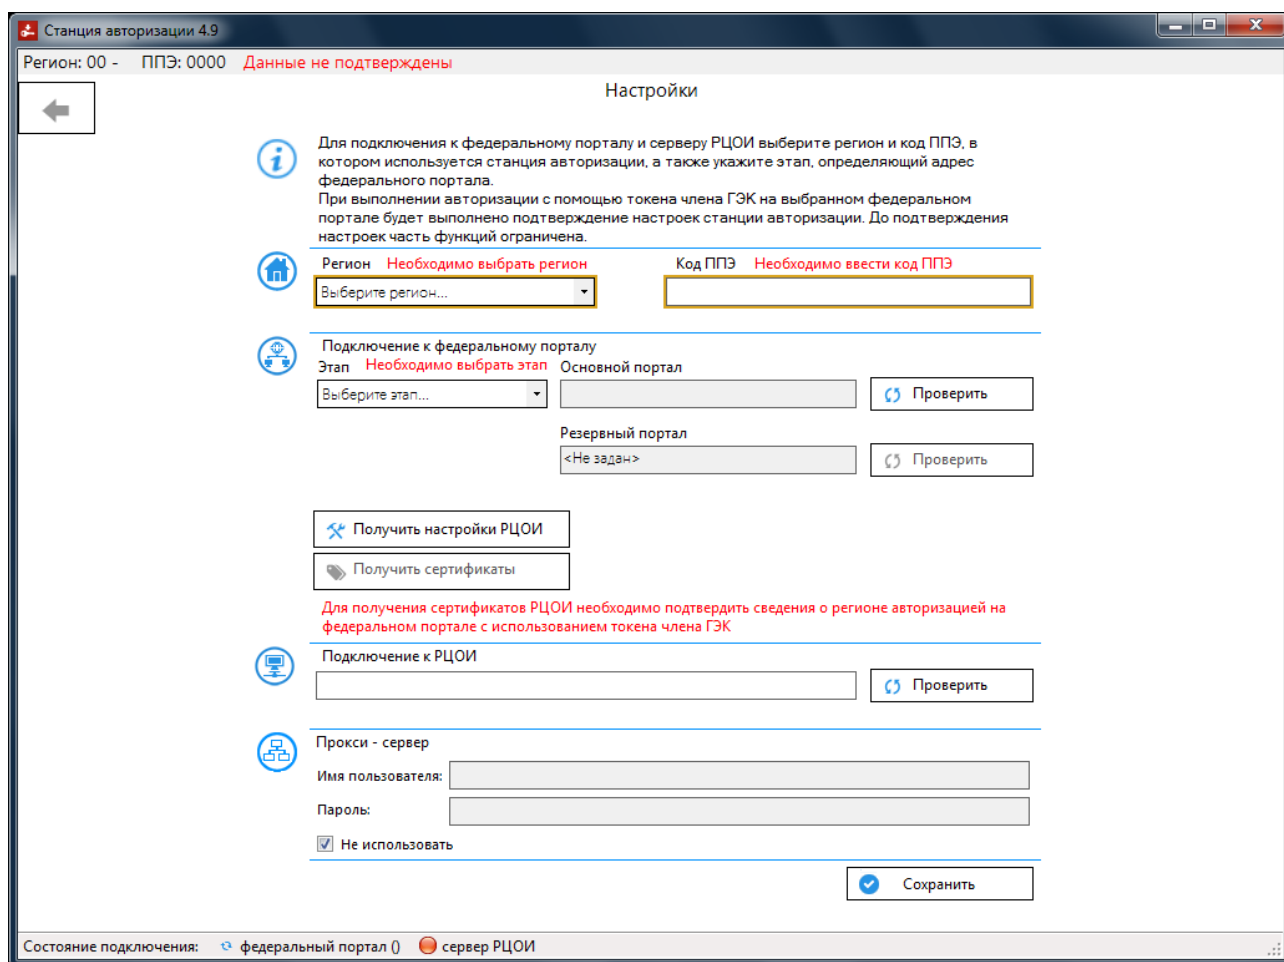 Станция авторизации 4.9
Регион: 00 - ППЭ: 0000 Данные не подтверждены
Настройки
Для подключения к федеральному порталу и серверу РЦОИ выберите регион и код ППЭ, в
котором используется станция авторизации, а также укажите этап, определяющий адрес
федерального портала.
При выполнении авторизации с помощью токена члена ГЭК на выбранном федеральном
портале будет выполнено подтверждение настроек станции авторизации. До подтверждения
настроек часть функций ограничена.
Регион Необходимо выбрать регион Код ППЭ Необходимо ввести код ППЭ
Выберите регион...
Подключение к федеральному порталу
Этап Необходимо выбрать этап Основной портал
Выберите этап... Проверить
Резервный портал
<Не задан> Проверить
Получить настройки РЦОИ
Получить сертификаты
Для получения сертификатов РЦОИ необходимо подтвердить сведения о регионе авторизацией на
федеральном портале с использованием токена члена ГЭК
Подключение к РЦОИ
Проверить
Прокси - сервер
Имя пользователя:
Пароль:
Не использовать
Сохранить
Состояние подключения: федеральный портал () сервер РЦОИ